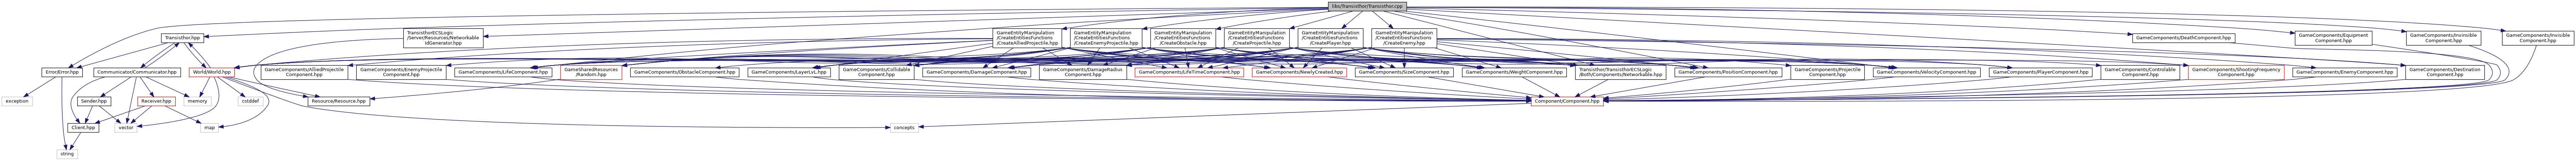 libs/Transisthor/Transisthor.cpp
Transisthor.hpp
TransisthorECSLogic
/Server/Resources/Networkable
IdGenerator.hpp
GameEntityManipulation
/CreateEntitiesFunctions
/CreateAlliedProjectile.hpp
GameEntityManipulation
/CreateEntitiesFunctions
/CreateEnemyProjectile.hpp
GameEntityManipulation
/CreateEntitiesFunctions
/CreateObstacle.hpp
GameEntityManipulation
/CreateEntitiesFunctions
/CreateProjectile.hpp
GameEntityManipulation
/CreateEntitiesFunctions
/CreatePlayer.hpp
GameEntityManipulation
/CreateEntitiesFunctions
/CreateEnemy.hpp
GameComponents/DeathComponent.hpp
GameComponents/Equipment
Component.hpp
GameComponents/Invinsible
Component.hpp
GameComponents/Invisible
Component.hpp
Error/Error.hpp
Communicator/Communicator.hpp
World/World.hpp
GameComponents/AlliedProjectile
Component.hpp
GameComponents/EnemyProjectile
Component.hpp
GameComponents/LifeComponent.hpp
GameSharedResources
/Random.hpp
GameComponents/ObstacleComponent.hpp
GameComponents/LayerLvL.hpp
GameComponents/Collidable
Component.hpp
GameComponents/DamageComponent.hpp
GameComponents/DamageRadius
Component.hpp
GameComponents/LifeTimeComponent.hpp
GameComponents/NewlyCreated.hpp
GameComponents/SizeComponent.hpp
GameComponents/WeightComponent.hpp
Transisthor/TransisthorECSLogic
/Both/Components/Networkable.hpp
GameComponents/PositionComponent.hpp
GameComponents/Projectile
Component.hpp
GameComponents/VelocityComponent.hpp
GameComponents/PlayerComponent.hpp
GameComponents/Controlable
Component.hpp
GameComponents/ShootingFrequency
Component.hpp
GameComponents/EnemyComponent.hpp
GameComponents/Destination
Component.hpp
exception
Sender.hpp
Receiver.hpp
memory
cstddef
Resource/Resource.hpp
Component/Component.hpp
Client.hpp
vector
map
concepts
string